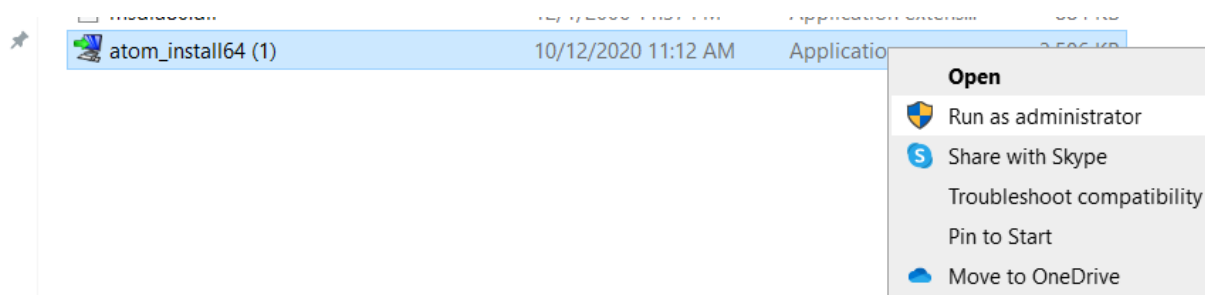 atom_install64 (1) 10/12/2020 11:12 AM Applicatio
Open
Run as administrator
Share with Skype
Troubleshoot compatibility
Pin to Start
Move to OneDrive